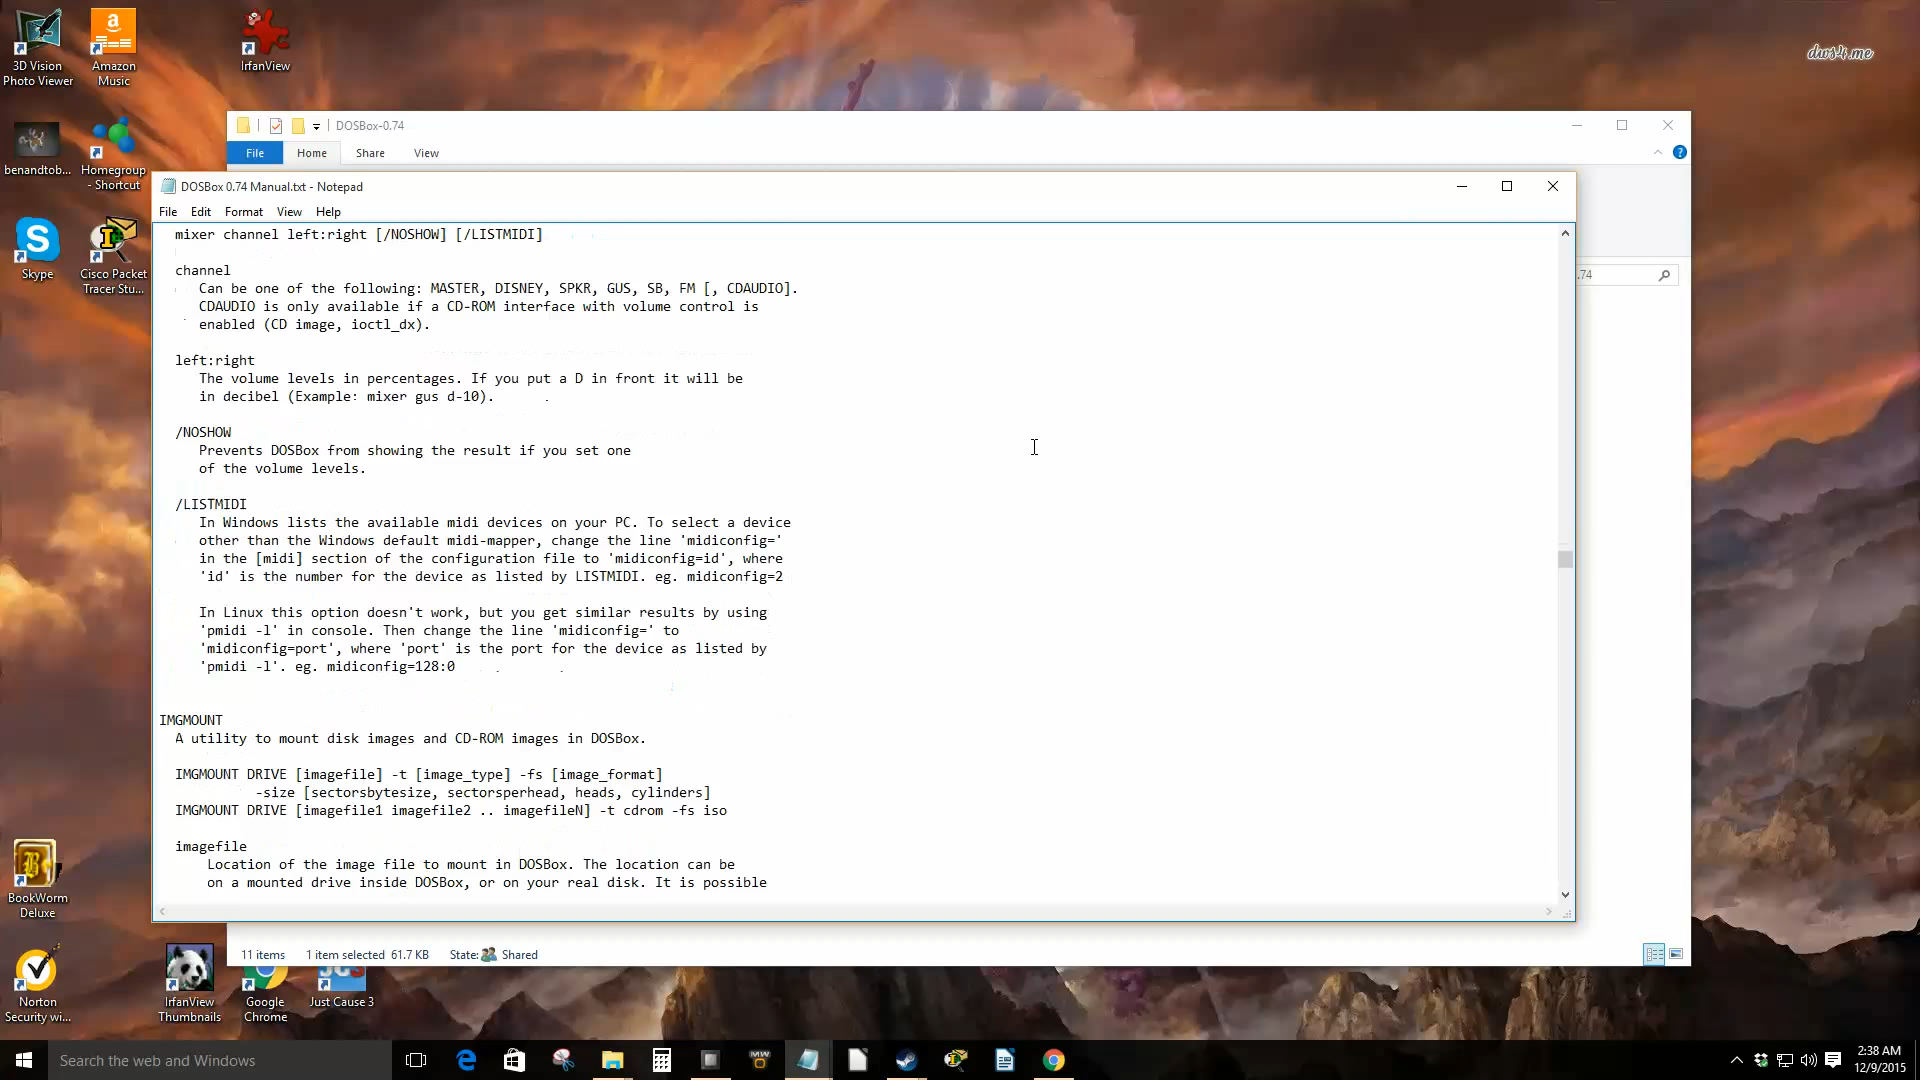 3D Vision
Photo Viewer
Amazon
Music
IrfanView
dws4.me
benandtob...
Homegroup
- Shortcut
Skype
Cisco Packet
Tracer Stu...
BookWorm
Deluxe
Norton
Security wi...
IrfanView
Thumbnails
Google
Chrome
Just Cause 3
DOSBox-0.74
File Home Share View
.74
DOSBox 0.74 Manual.txt - Notepad
File Edit Format View Help
mixer channel left:right [/NOSHOW] [/LISTMIDI]
channel
Can be one of the following: MASTER, DISNEY, SPKR, GUS, SB, FM [, CDAUDIO].
CDAUDIO is only available if a CD-ROM interface with volume control is
enabled (CD image, ioctl_dx).
left:right
The volume levels in percentages. If you put a D in front it will be
in decibel (Example: mixer gus d-10).
/NOSHOW
Prevents DOSBox from showing the result if you set one
of the volume levels.
/LISTMIDI
In Windows lists the available midi devices on your PC. To select a device
other than the Windows default midi-mapper, change the line 'midiconfig='
in the [midi] section of the configuration file to 'midiconfig=id', where
'id' is the number for the device as listed by LISTMIDI. eg. midiconfig=2
In Linux this option doesn't work, but you get similar results by using
'pmidi -l' in console. Then change the line 'midiconfig=' to
'midiconfig=port', where 'port' is the port for the device as listed by
'pmidi -l'. eg. midiconfig=128:0
IMGMOUNT
A utility to mount disk images and CD-ROM images in DOSBox.
IMGMOUNT DRIVE [imagefile] -t [image_type] -fs [image_format]
-size [sectorsbytesize, sectorsperhead, heads, cylinders]
IMGMOUNT DRIVE [imagefile1 imagefile2 .. imagefileN] -t cdrom -fs iso
imagefile
Location of the image file to mount in DOSBox. The location can be
on a mounted drive inside DOSBox, or on your real disk. It is possible
11 items 1 item selected 61.7 KB State: Shared
Search the web and Windows
MW
2:38 AM
12/9/2015